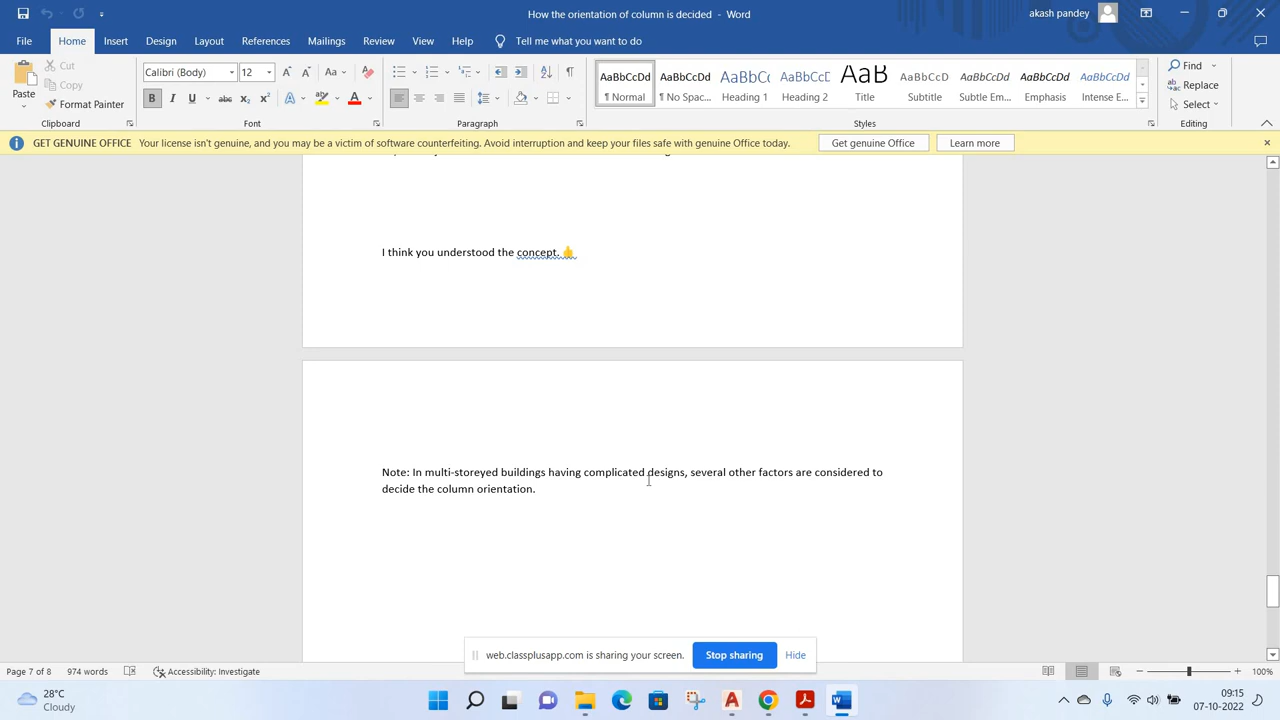 How the orientation of column is decided - Word
akash pandey
File Home Insert Design Layout References Mailings Review View Help Tell me what you want to do
Cut
Copy
Format Painter
Paste
Calibri (Body) 12
AaBbCcDd AaBbCcDd AaBbCc AaBbCcD AaB AaBbCcDd AaBbCcDd AaBbCcDd AaBbCcDd
¶ Normal ¶ No Spac... Heading 1 Heading 2 Title Subtitle Subtle Em... Emphasis Intense E...
Find
Replace
Select
Clipboard Font Paragraph Styles Editing
GET GENUINE OFFICE Your license isn't genuine, and you may be a victim of software counterfeiting. Avoid interruption and keep your files safe with genuine Office today. Get genuine Office Learn more
I think you understood the concept. 👍
Note: In multi-storeyed buildings having complicated designs, several other factors are considered to
decide the column orientation.
web.classplusapp.com is sharing your screen. Stop sharing Hide
Page 7 of 8 974 words Accessibility: Investigate 100%
28°C
Cloudy
09:15
07-10-2022